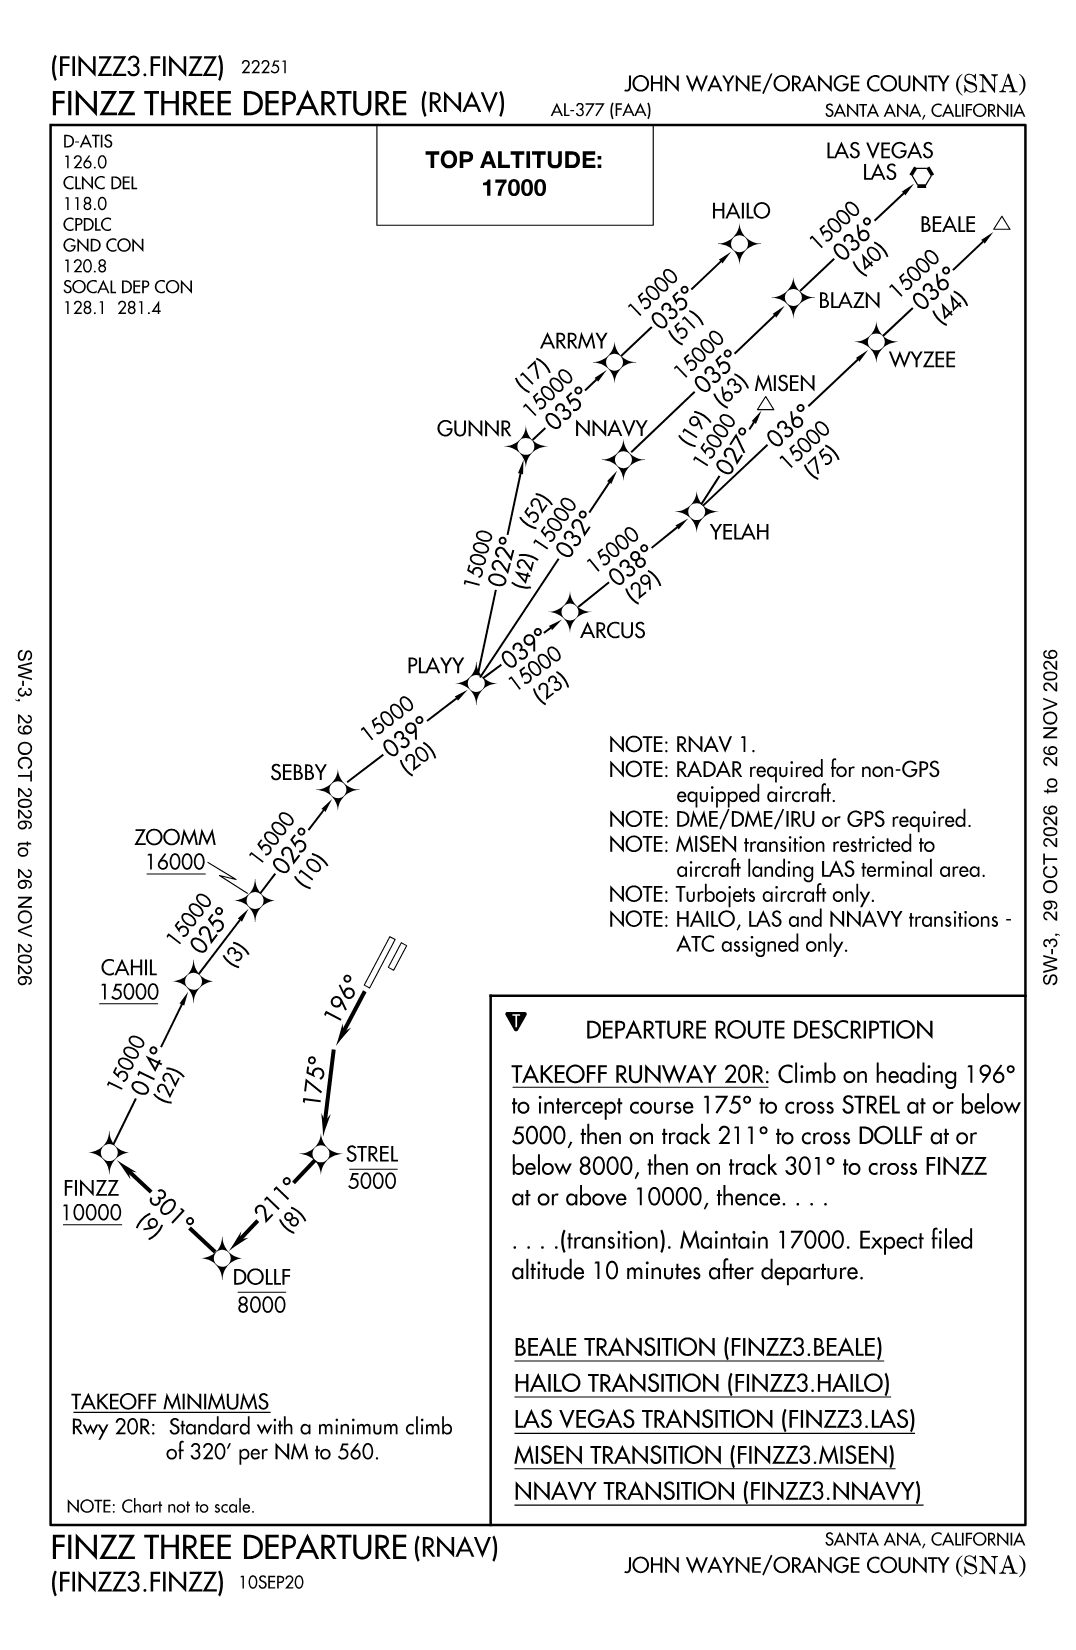 (FINZZ3.FINZZ) 22251
FINZZ THREE DEPARTURE (RNAV)
AL-377 (FAA)
JOHN WAYNE/ORANGE COUNTY (SNA)
SANTA ANA, CALIFORNIA
D-ATIS
126.0
CLNC DEL
118.0
CPDLC
GND CON
120.8
SOCAL DEP CON
128.1 281.4
TOP ALTITUDE:
17000
LAS VEGAS
LAS
HAILO
BEALE
15000
036°
(40)
15000
036°
(44)
BLAZN
15000
035°
(51)
ARRMY
WYZEE
(17)
15000
035°
15000
035°
(63)
MISEN
GUNNR
NNAVY
(19)
15000
027°
036°
15000
(75)
YELAH
15000
022°
(42)
(52)
15000
032°
15000
038°
(29)
ARCUS
PLAYY
039°
15000
(23)
15000
039°
(20)
SEBBY
ZOOMM
16000
15000
025°
(10)
15000
025°
(3)
CAHIL
15000
196°
15000
014°
(22)
175°
STREL
5000
FINZZ
10000
301°
(9)
211°
(8)
DOLLF
8000
NOTE: RNAV 1.
NOTE: RADAR required for non-GPS
equipped aircraft.
NOTE: DME/DME/IRU or GPS required.
NOTE: MISEN transition restricted to
aircraft landing LAS terminal area.
NOTE: Turbojets aircraft only.
NOTE: HAILO, LAS and NNAVY transitions -
ATC assigned only.
T
DEPARTURE ROUTE DESCRIPTION
TAKEOFF RUNWAY 20R: Climb on heading 196°
to intercept course 175° to cross STREL at or below
5000, then on track 211° to cross DOLLF at or
below 8000, then on track 301° to cross FINZZ
at or above 10000, thence. . . .
. . . .(transition). Maintain 17000. Expect filed
altitude 10 minutes after departure.
BEALE TRANSITION (FINZZ3.BEALE)
HAILO TRANSITION (FINZZ3.HAILO)
LAS VEGAS TRANSITION (FINZZ3.LAS)
MISEN TRANSITION (FINZZ3.MISEN)
NNAVY TRANSITION (FINZZ3.NNAVY)
TAKEOFF MINIMUMS
Rwy 20R: Standard with a minimum climb
of 320' per NM to 560.
NOTE: Chart not to scale.
FINZZ THREE DEPARTURE (RNAV)
(FINZZ3.FINZZ) 10SEP20
SANTA ANA, CALIFORNIA
JOHN WAYNE/ORANGE COUNTY (SNA)
SW-3, 29 OCT 2026 to 26 NOV 2026
SW-3, 29 OCT 2026 to 26 NOV 2026